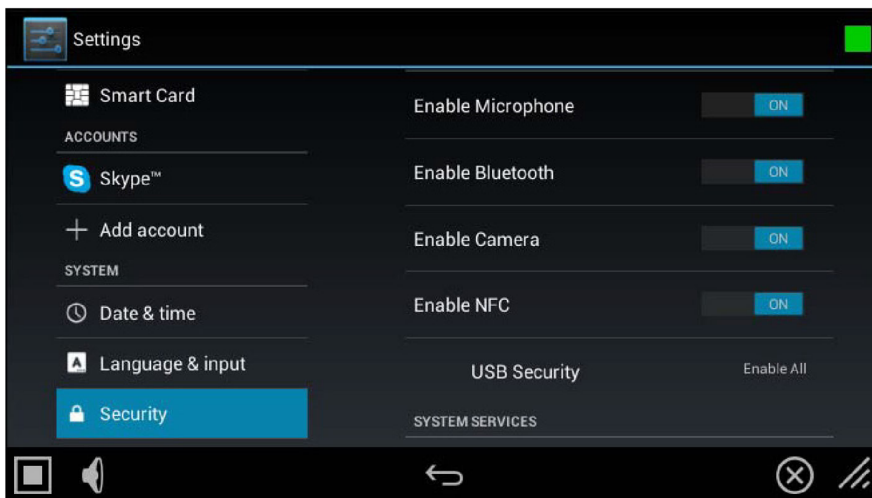 Settings
Smart Card
ACCOUNTS
S Skype™
Add account
SYSTEM
Date & time
A Language & input
Security
Enable Microphone ON
Enable Bluetooth ON
Enable Camera ON
Enable NFC ON
USB Security Enable All
SYSTEM SERVICES